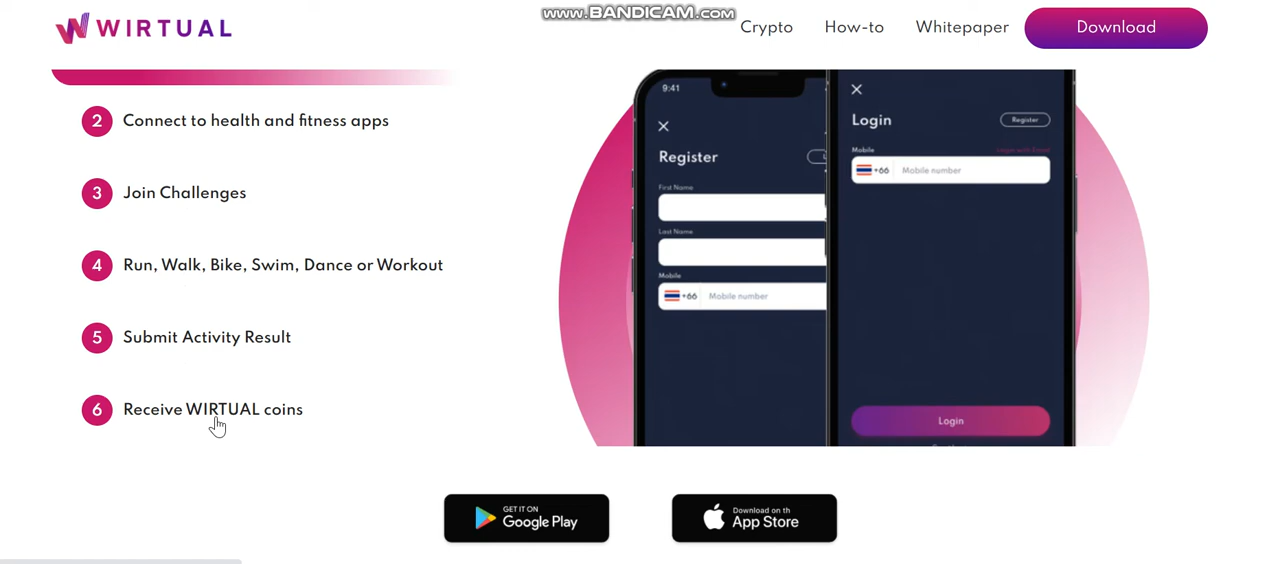 www.BANDICAM.com
WIRTUAL
Crypto
How-to
Whitepaper
Download
2 Connect to health and fitness apps
3 Join Challenges
4 Run, Walk, Bike, Swim, Dance or Workout
5 Submit Activity Result
6 Receive WIRTUAL coins
9:41
Register
First Name
Last Name
Mobile
+66 Mobile number
Login
Register
Mobile
Login with Email
+66 Mobile number
Login
GET IT ON
Google Play
Download on th
App Store